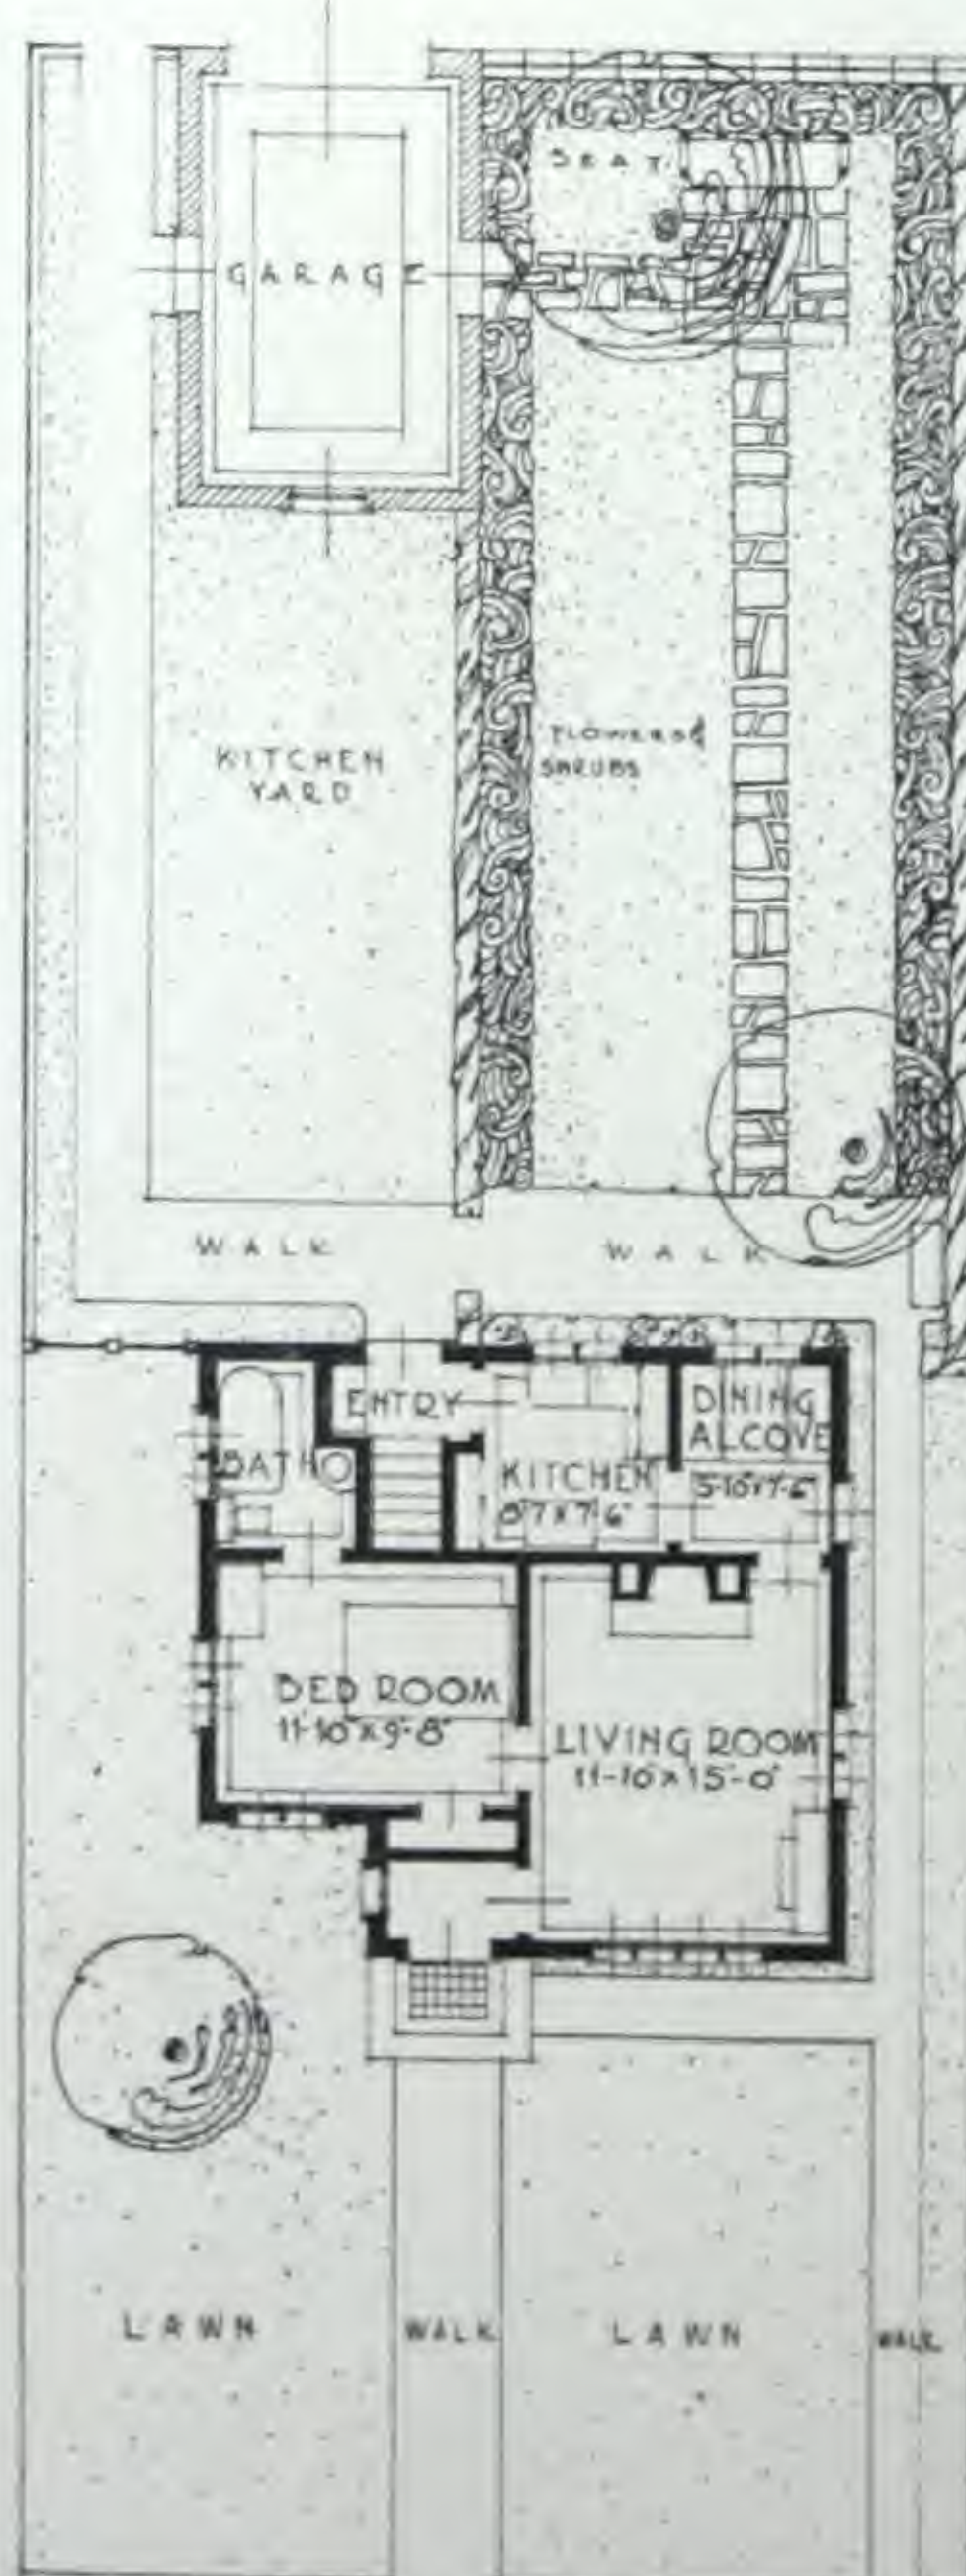 SEAT
GARAGE
KITCHEN
YARD
FLOWERS &
SHRUBS
WALK
WALK
ENTRY
DINING
ALCOVE
BATH
KITCHEN
8'7"x7'-6"
5'-10"x7'-6"
BED ROOM
11'-10"x9'-8"
LIVING ROOM
11'-10"x15'-0"
LAWN
WALK
LAWN
WALK